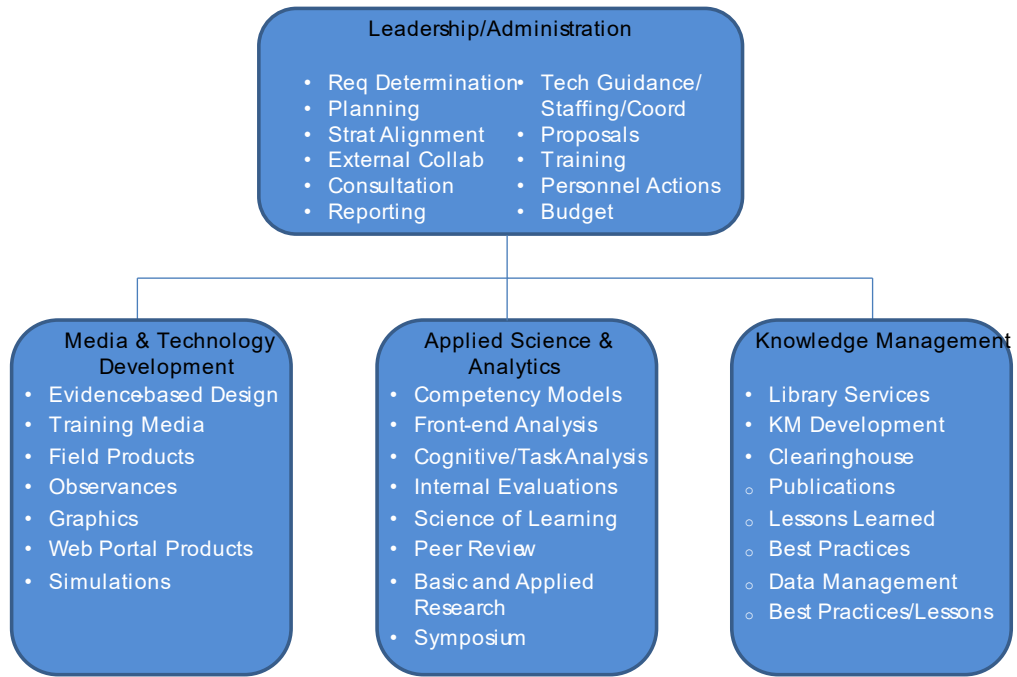 Leadership/Administration
• Req Determination
• Planning
• Strat Alignment
• External Collab
• Consultation
• Reporting
• Tech Guidance/
Staffing/Coord
• Proposals
• Training
• Personnel Actions
• Budget
Media & Technology
Development
• Evidence-based Design
• Training Media
• Field Products
• Observances
• Graphics
• Web Portal Products
• Simulations
Applied Science &
Analytics
• Competency Models
• Front-end Analysis
• Cognitive/Task Analysis
• Internal Evaluations
• Science of Learning
• Peer Review
• Basic and Applied
Research
• Symposium
Knowledge Management
• Library Services
• KM Development
• Clearinghouse
o Publications
o Lessons Learned
o Best Practices
o Data Management
o Best Practices/Lessons